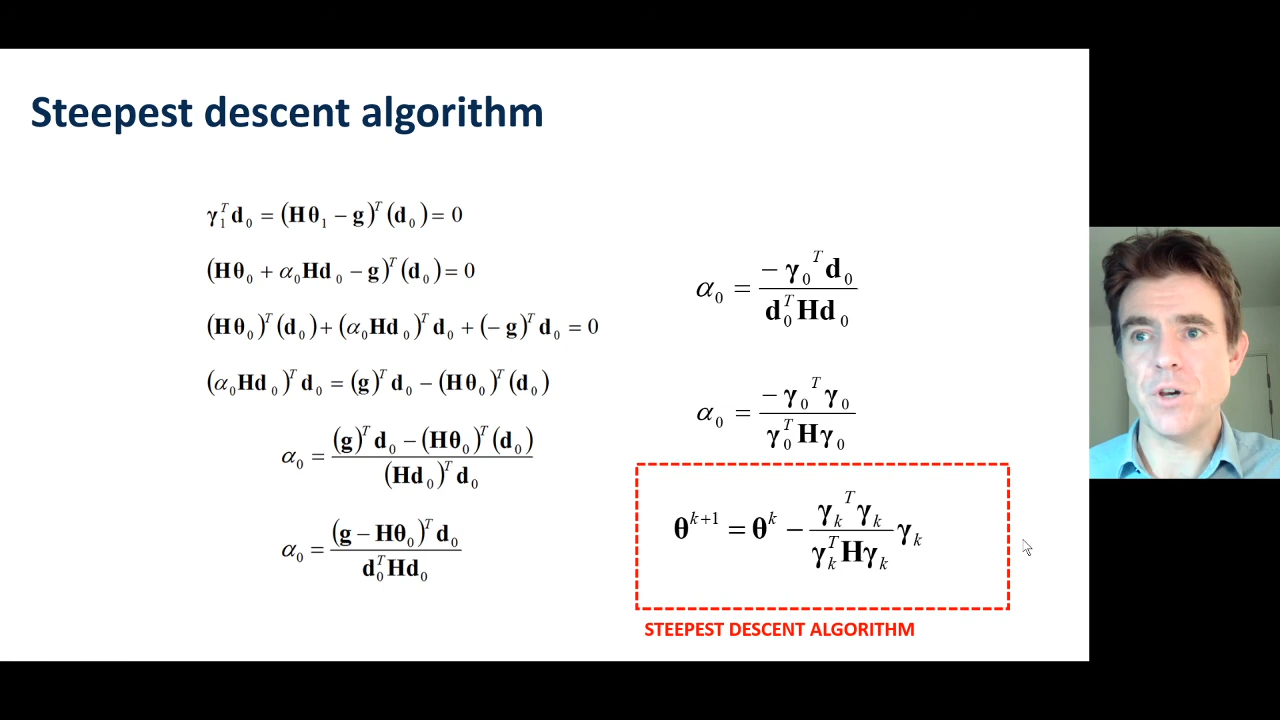 Steepest descent algorithm
γ₁ᵀd₀ = (Hθ₁ − g)ᵀ(d₀) = 0
(Hθ₀ + α₀Hd₀ − g)ᵀ(d₀) = 0
(Hθ₀)ᵀ(d₀) + (α₀Hd₀)ᵀd₀ + (−g)ᵀd₀ = 0
(α₀Hd₀)ᵀd₀ = (g)ᵀd₀ − (Hθ₀)ᵀ(d₀)
α₀ = ((g)ᵀd₀ − (Hθ₀)ᵀ(d₀)) / ((Hd₀)ᵀd₀)
α₀ = ((g − Hθ₀)ᵀd₀) / (d₀ᵀHd₀)
α₀ = (−γ₀ᵀd₀) / (d₀ᵀHd₀)
α₀ = (−γ₀ᵀγ₀) / (γ₀ᵀHγ₀)
θᵏ⁺¹ = θᵏ − (γₖᵀγₖ) / (γₖᵀHγₖ) γₖ
STEEPEST DESCENT ALGORITHM